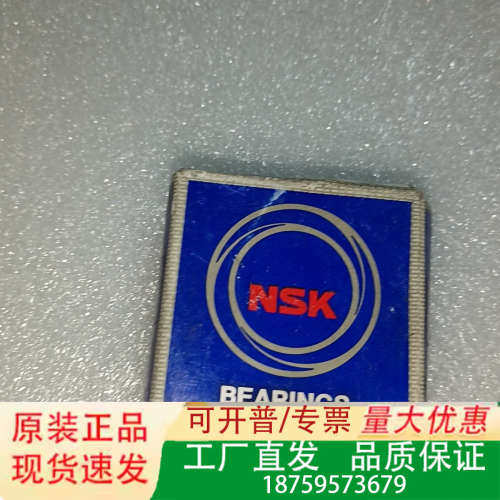 NSK
BEARINGS
原装正品
现货速发
可开普/专票 量大优惠
工厂直发 品质保证
18759573679